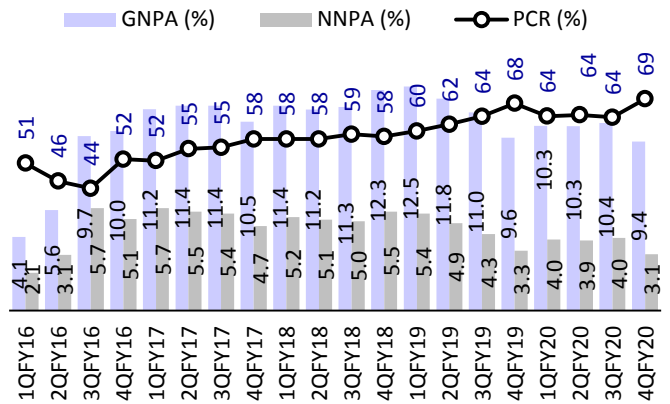 GNPA (%) NNPA (%) PCR (%)
51 46 44 52 52 55 55 58 58 58 59 58 60 62 64 68 64 64 64 69
4.1 5.6 9.7 10.0 11.2 11.4 11.4 10.5 11.4 11.2 11.3 12.3 12.5 11.8 11.0 9.6 10.3 10.3 10.4 9.4
2.1 3.1 5.7 5.1 5.7 5.5 5.4 4.7 5.2 5.1 5.0 5.5 5.4 4.9 4.3 3.3 4.0 3.9 4.0 3.1
1QFY16 2QFY16 3QFY16 4QFY16 1QFY17 2QFY17 3QFY17 4QFY17 1QFY18 2QFY18 3QFY18 4QFY18 1QFY19 2QFY19 3QFY19 4QFY19 1QFY20 2QFY20 3QFY20 4QFY20